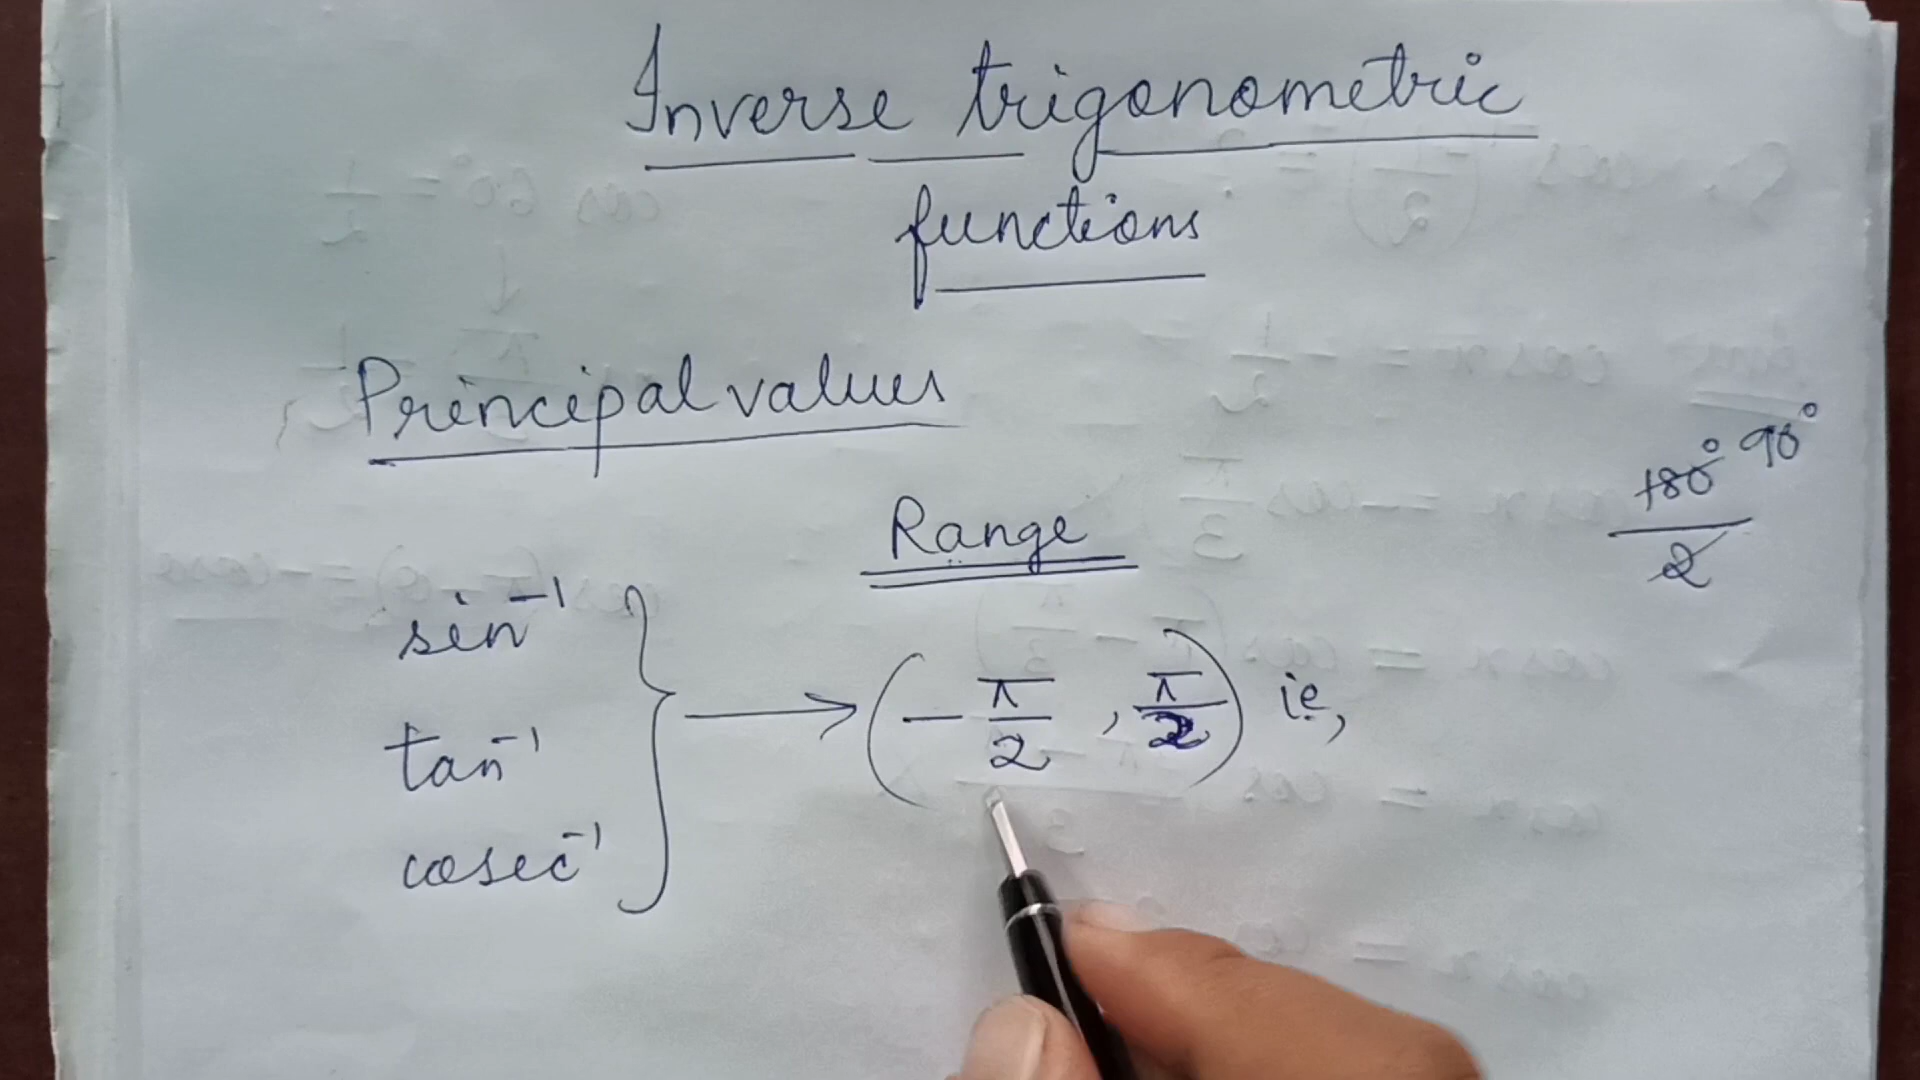 Inverse trigonometric
functions
Principal values
Range
180° 90°
2
sin⁻¹
tan⁻¹
cosec⁻¹
(-π/2, π/2) ie,